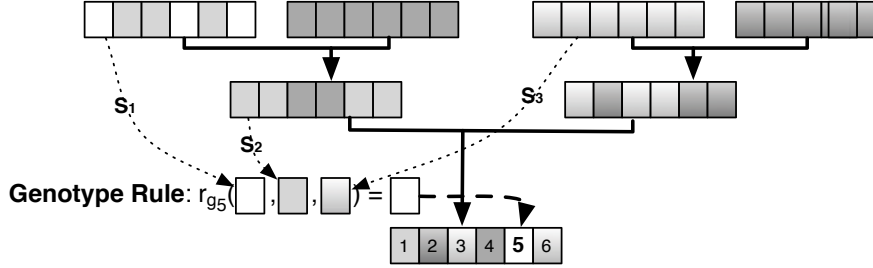 S1
S2
S3
Genotype Rule: rg5( , , ) =
1 2 3 4 5 6